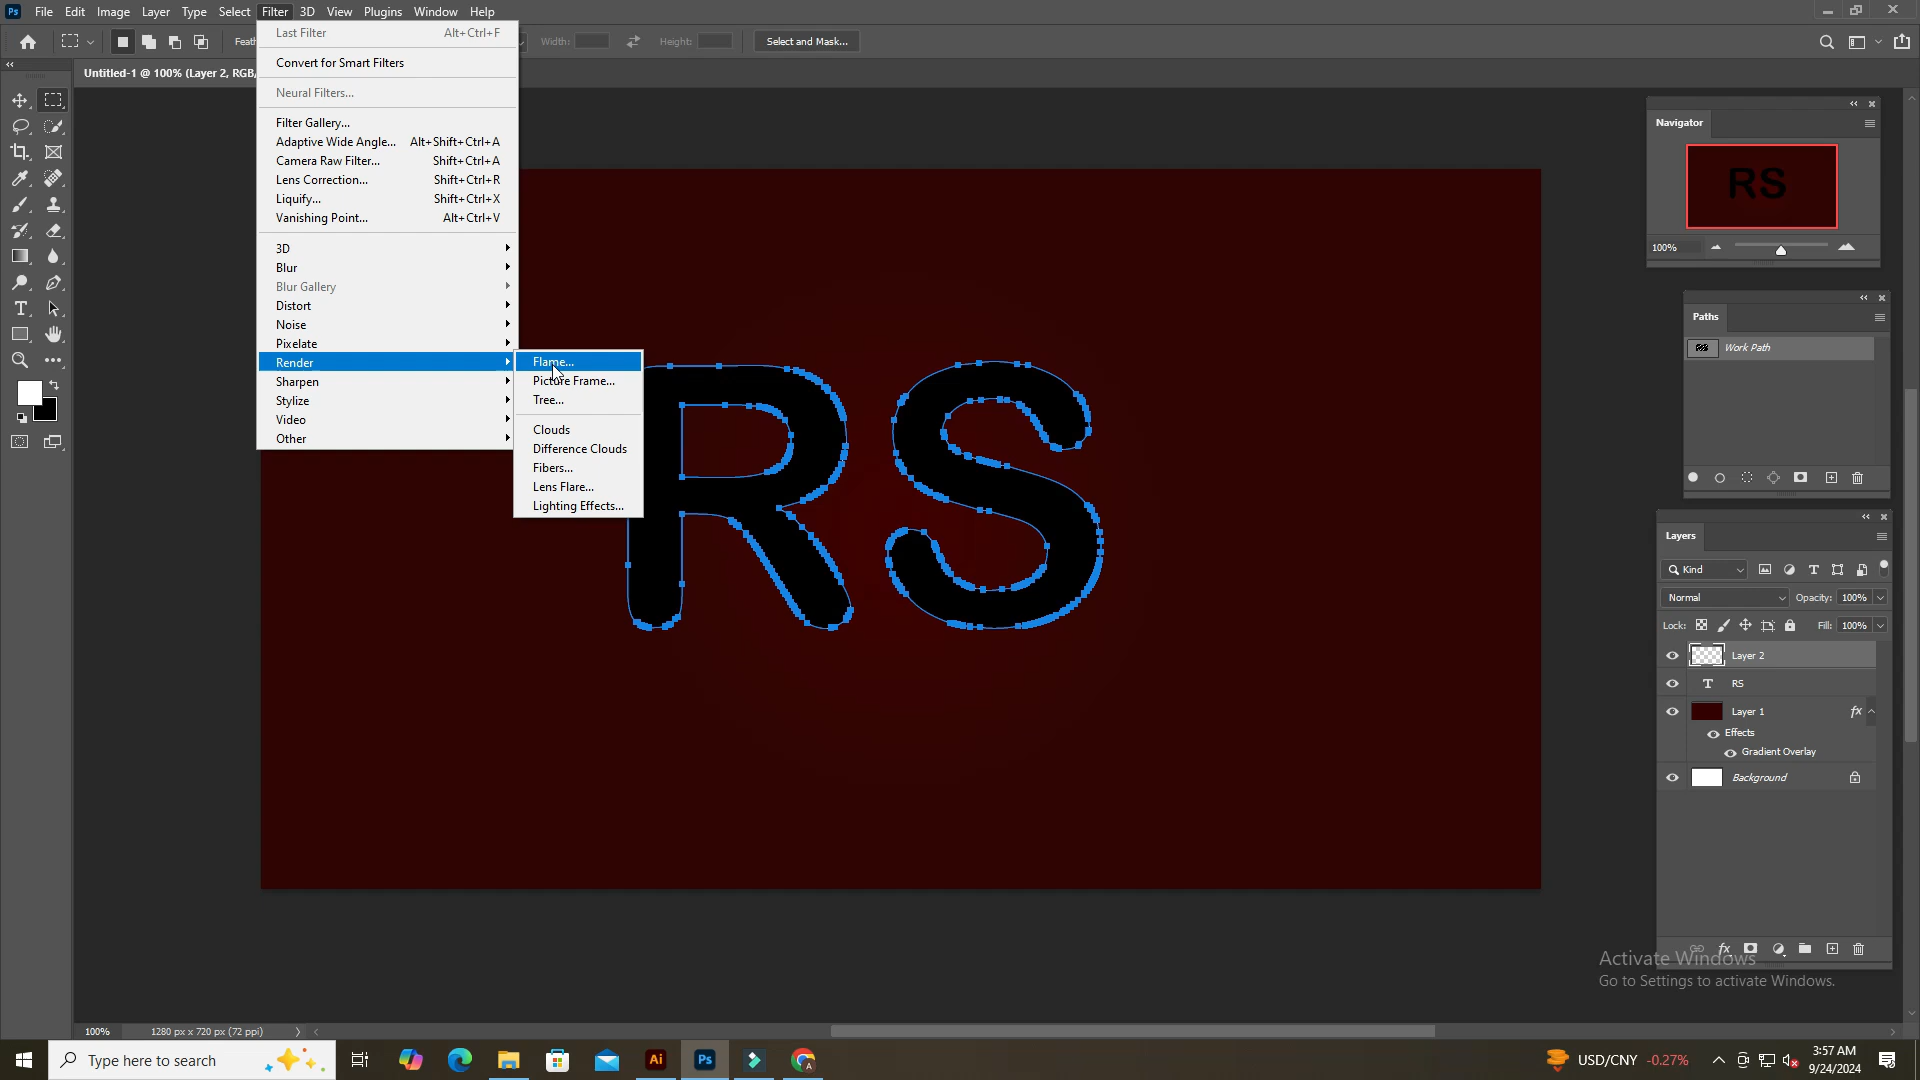 Ps File Edit Image Layer Type Select Filter 3D View Plugins Window Help
Feath Width: Height: Select and Mask...
Untitled-1 @ 100% (Layer 2, RGB/
Last Filter Alt+Ctrl+F
Convert for Smart Filters
Neural Filters...
Filter Gallery...
Adaptive Wide Angle... Alt+Shift+Ctrl+A
Camera Raw Filter... Shift+Ctrl+A
Lens Correction... Shift+Ctrl+R
Liquify... Shift+Ctrl+X
Vanishing Point... Alt+Ctrl+V
3D
Blur
Blur Gallery
Distort
Noise
Pixelate
Render
Sharpen
Stylize
Video
Other
Flame...
Picture Frame...
Tree...
Clouds
Difference Clouds
Fibers...
Lens Flare...
Lighting Effects...
RS
Navigator
RS
100%
Paths
Work Path
Layers
Kind
Normal Opacity: 100%
Lock: Fill: 100%
Layer 2
T RS
Layer 1 fx
Effects
Gradient Overlay
Background
fx
Activate Windows
Go to Settings to activate Windows.
100% 1280 px x 720 px (72 ppi)
Type here to search
Ai Ps
USD/CNY -0.27%
3:57 AM
9/24/2024